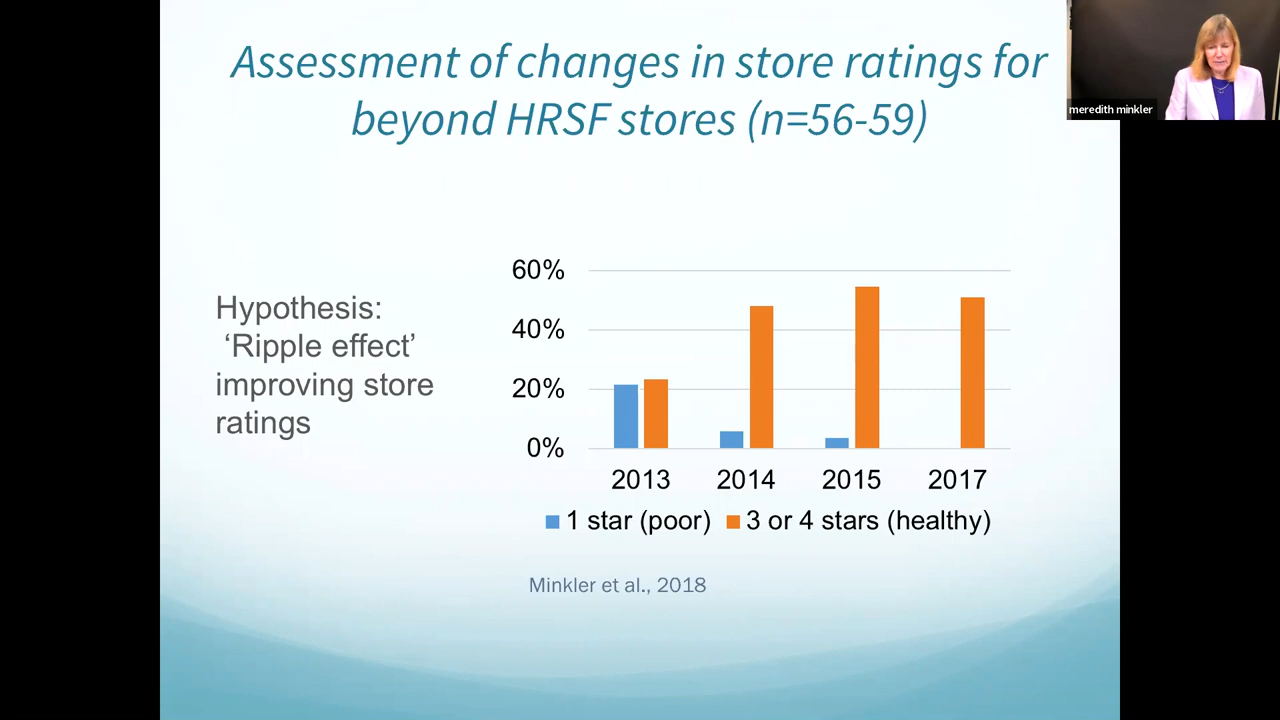 Assessment of changes in store ratings for
beyond HRSF stores (n=56-59)
meredith minkler
Hypothesis:
‘Ripple effect’
improving store
ratings
60%
40%
20%
0%
2013 2014 2015 2017
1 star (poor) 3 or 4 stars (healthy)
Minkler et al., 2018